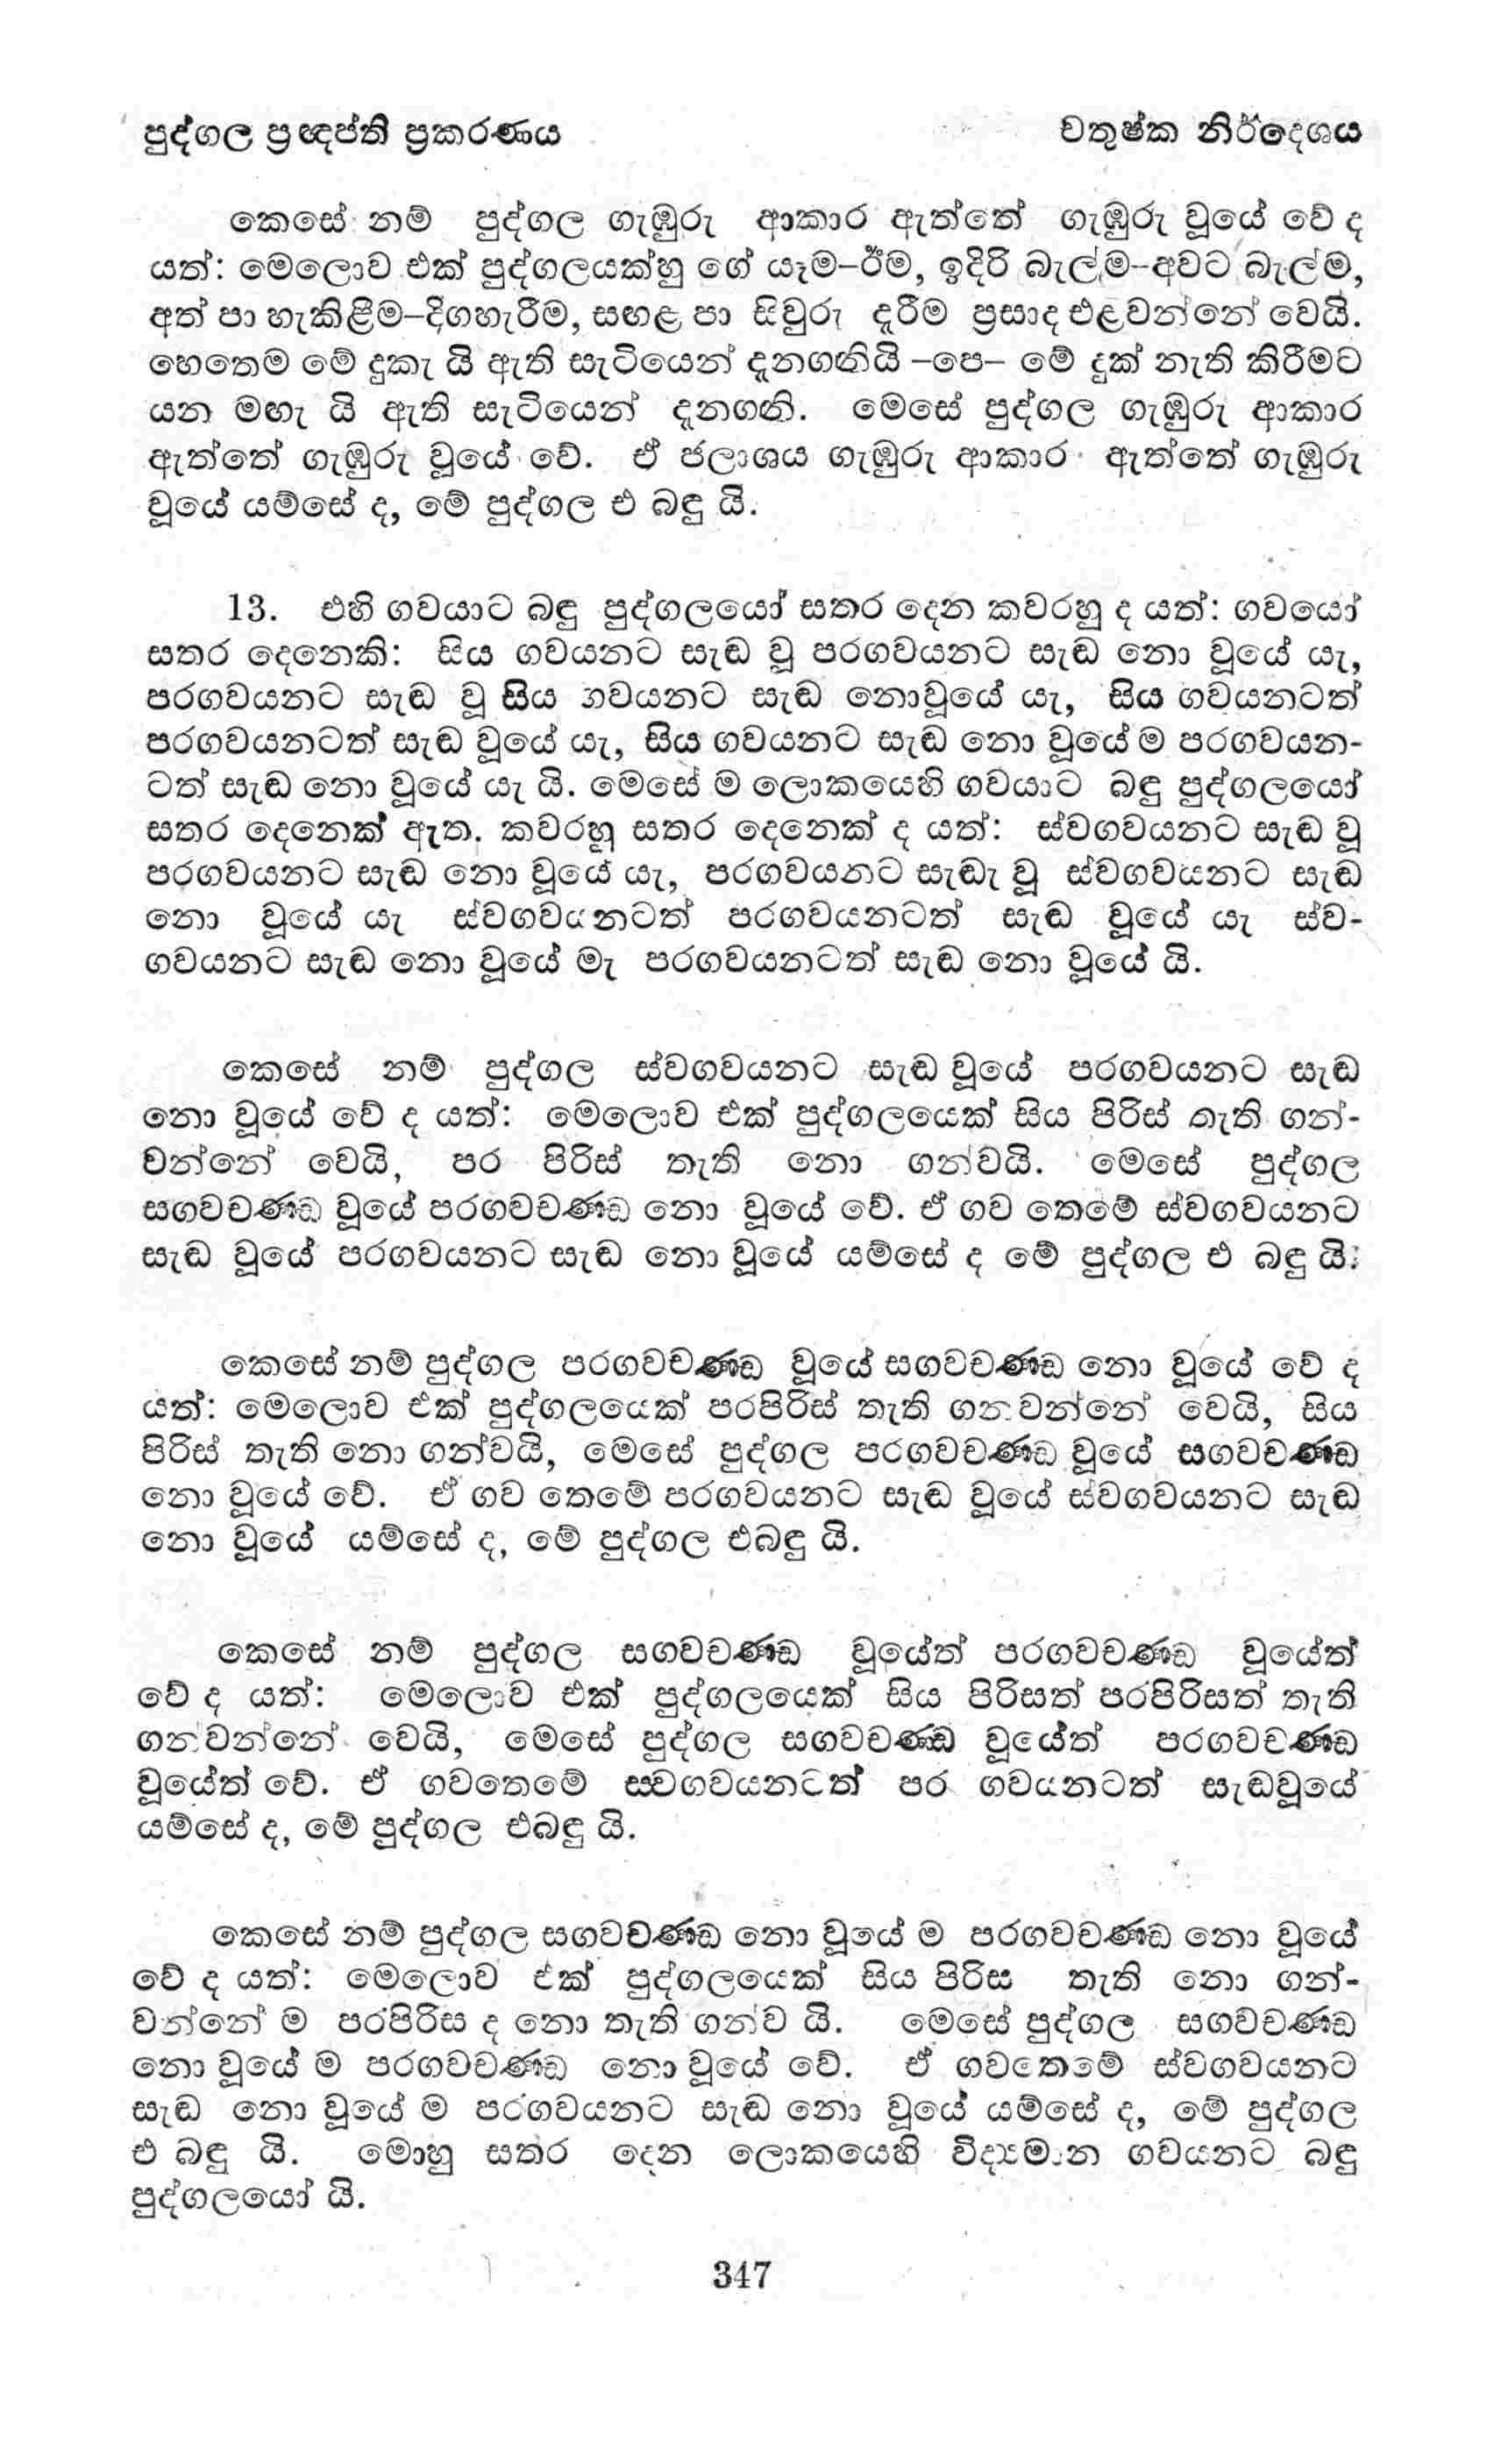 පුද්ගල ප්‍රඥප්ති ප්‍රකරණය
චතුෂ්ක නිර්දෙශය
කෙසේ නම් පුද්ගල ගැඹුරු ආකාර ඇත්තේ ගැඹුරු වූයේ වේ ද
යත්: මෙලොව එක් පුද්ගලයක්හු ගේ යෑම–ඊම, ඉදිරි බැල්ම–අවට බැල්ම,
අත් පා හැකිළීම–දිගහැරීම, සඟළ පා සිවුරු දැරීම ප්‍රසාද එළවන්නේ වෙයි.
හෙතෙම මේ දුකැ යි ඇති සැටියෙන් දැනගනියි –පෙ– මේ දුක් නැති කිරීමට
යන මඟැ යි ඇති සැටියෙන් දැනගනි. මෙසේ පුද්ගල ගැඹුරු ආකාර
ඇත්තේ ගැඹුරු වූයේ වේ. ඒ ජලාශය ගැඹුරු ආකාර ඇත්තේ ගැඹුරු
වූයේ යම්සේ ද, මේ පුද්ගල එ බඳු යි.
13. එහි ගවයාට බඳු පුද්ගලයෝ සතර දෙන කවරහු ද යත්: ගවයෝ
සතර දෙනෙකි: සිය ගවයනට සැඬ වූ පරගවයනට සැඬ නො වූයේ යැ,
පරගවයනට සැඬ වූ සිය ගවයනට සැඬ නොවූයේ යැ, සිය ගවයනටත්
පරගවයනටත් සැඬ වූයේ යැ, සිය ගවයනට සැඬ නො වූයේ ම පරගවයන-
ටත් සැඬ නො වූයේ යැ යි. මෙසේ ම ලොකයෙහි ගවයාට බඳු පුද්ගලයෝ
සතර දෙනෙක් ඇත. කවරහු සතර දෙනෙක් ද යත්: ස්වගවයනට සැඬ වූ
පරගවයනට සැඬ නො වූයේ යැ, පරගවයනට සැඬැ වූ ස්වගවයනට සැඬ
නො වූයේ යැ ස්වගවයනටත් පරගවයනටත් සැඬ වූයේ යැ ස්ව-
ගවයනට සැඬ නො වූයේ මැ පරගවයනටත් සැඬ නො වූයේ යි.
කෙසේ නම් පුද්ගල ස්වගවයනට සැඬ වූයේ පරගවයනට සැඬ
නො වූයේ වේ ද යත්: මෙලොව එක් පුද්ගලයෙක් සිය පිරිස් තැති ගන්-
වන්නේ වෙයි, පර පිරිස් තැති නො ගන්වයි. මෙසේ පුද්ගල
සගවචණ්ඩ වූයේ පරගවචණ්ඩ නො වූයේ වේ. ඒ ගව තෙමේ ස්වගවයනට
සැඬ වූයේ පරගවයනට සැඬ නො වූයේ යම්සේ ද මේ පුද්ගල එ බඳු යි.
කෙසේ නම් පුද්ගල පරගවචණ්ඩ වූයේ සගවචණ්ඩ නො වූයේ වේ ද
යත්: මෙලොව එක් පුද්ගලයෙක් පරපිරිස් තැති ගනවන්නේ වෙයි, සිය
පිරිස් තැති නො ගන්වයි, මෙසේ පුද්ගල පරගවචණ්ඩ වූයේ සගවචණ්ඩ
නො වූයේ වේ. ඒ ගව තෙමේ පරගවයනට සැඬ වූයේ ස්වගවයනට සැඬ
නො වූයේ යම්සේ ද, මේ පුද්ගල එබඳු යි.
කෙසේ නම් පුද්ගල සගවචණ්ඩ වූයේත් පරගවචණ්ඩ වූයේත්
වේ ද යත්: මෙලොව එක් පුද්ගලයෙක් සිය පිරිසත් පරපිරිසත් තැති
ගන්වන්නේ වෙයි, මෙසේ පුද්ගල සගවචණ්ඩ වූයේත් පරගවචණ්ඩ
වූයේත් වේ. ඒ ගවතෙමේ ස්වගවයනටත් පර ගවයනටත් සැඬවූයේ
යම්සේ ද, මේ පුද්ගල එබඳු යි.
කෙසේ නම් පුද්ගල සගවචණ්ඩ නො වූයේ ම පරගවචණ්ඩ නො වූයේ
වේ ද යත්: මෙලොව එක් පුද්ගලයෙක් සිය පිරිස තැති නො ගන්-
වන්නේ ම පරපිරිස ද නො තැති ගන්ව යි. මෙසේ පුද්ගල සගවචණ්ඩ
නො වූයේ ම පරගවචණ්ඩ නො වූයේ වේ. ඒ ගවතෙමේ ස්වගවයනට
සැඬ නො වූයේ ම පරගවයනට සැඬ නො වූයේ යම්සේ ද, මේ පුද්ගල
එ බඳු යි. මොහු සතර දෙන ලොකයෙහි විද්‍යමාන ගවයනට බඳු
පුද්ගලයෝ යි.
347